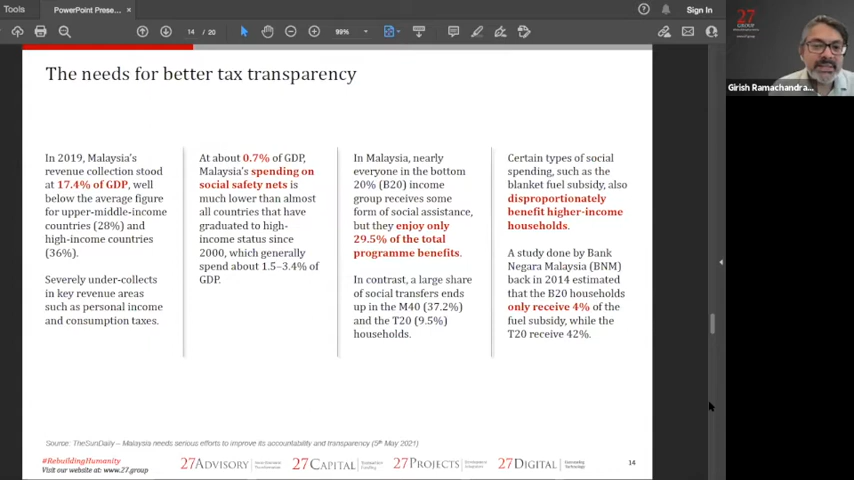 Tools
PowerPoint Prese...
×
Sign In
14 / 20
99%
The needs for better tax transparency
In 2019, Malaysia's
revenue collection stood
at 17.4% of GDP, well
below the average figure
for upper-middle-income
countries (28%) and
high-income countries
(36%).
Severely under-collects
in key revenue areas
such as personal income
and consumption taxes.
At about 0.7% of GDP,
Malaysia's spending on
social safety nets is
much lower than almost
all countries that have
graduated to high-
income status since
2000, which generally
spend about 1.5–3.4% of
GDP.
In Malaysia, nearly
everyone in the bottom
20% (B20) income
group receives some
form of social assistance,
but they enjoy only
29.5% of the total
programme benefits.
In contrast, a large share
of social transfers ends
up in the M40 (37.2%)
and the T20 (9.5%)
households.
Certain types of social
spending, such as the
blanket fuel subsidy, also
disproportionately
benefit higher-income
households.
A study done by Bank
Negara Malaysia (BNM)
back in 2014 estimated
that the B20 households
only receive 4% of the
fuel subsidy, while the
T20 receive 42%.
Source: TheSunDaily – Malaysia needs serious efforts to improve its accountability and transparency (5th May 2021)
#RebuildingHumanity
Visit our website at: www.27.group
27ADVISORY
27CAPITAL
27PROJECTS
27DIGITAL
14
27
GROUP
Girish Ramachandra...